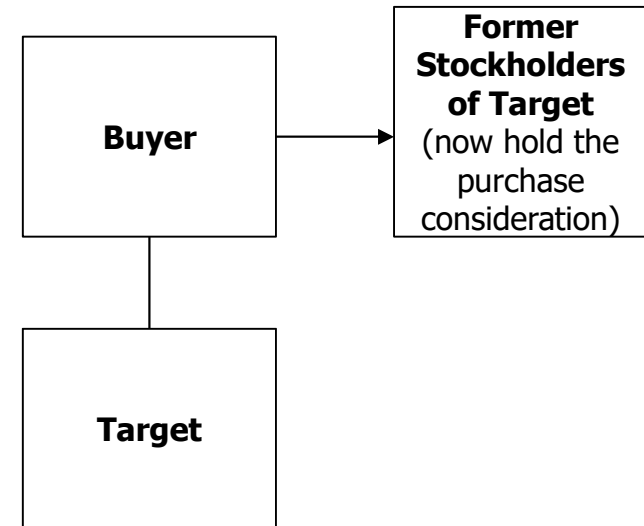 Buyer
Former
Stockholders
of Target
(now hold the
purchase
consideration)
Target